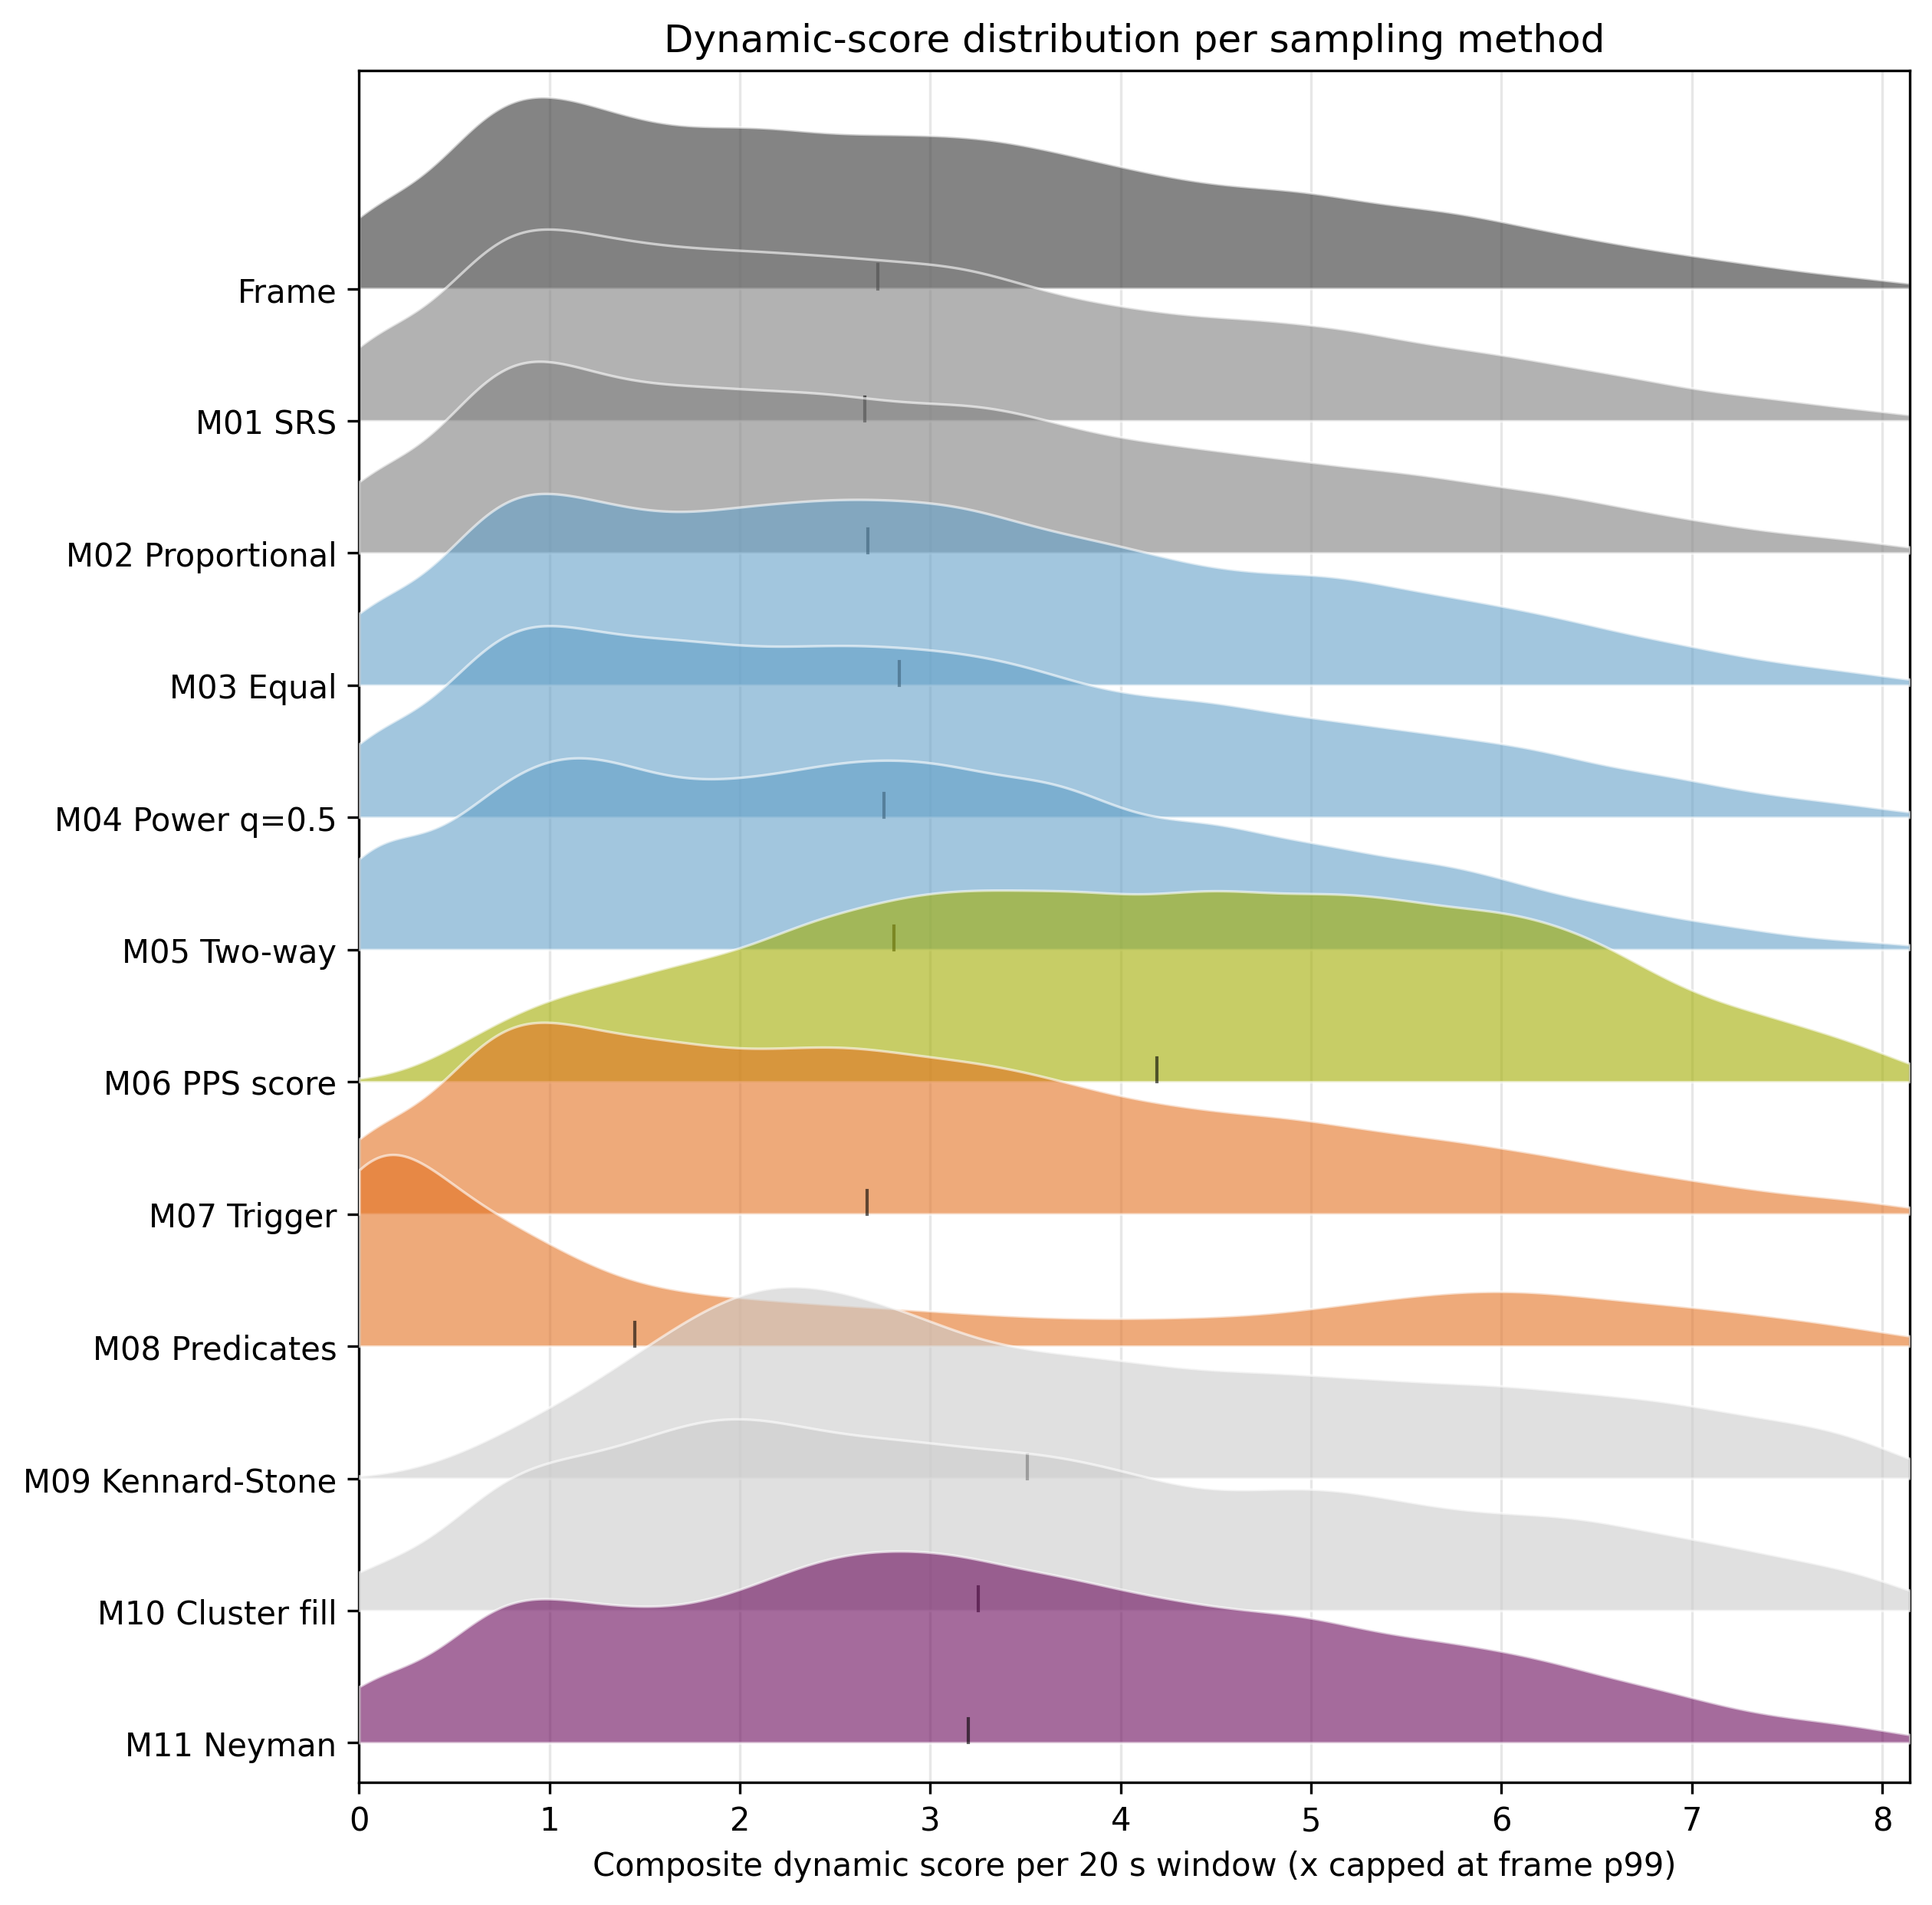 Dynamic-score distribution per sampling method
Frame
M01 SRS
M02 Proportional
M03 Equal
M04 Power q=0.5
M05 Two-way
M06 PPS score
M07 Trigger
M08 Predicates
M09 Kennard-Stone
M10 Cluster fill
M11 Neyman
0 1 2 3 4 5 6 7 8
Composite dynamic score per 20 s window (x capped at frame p99)